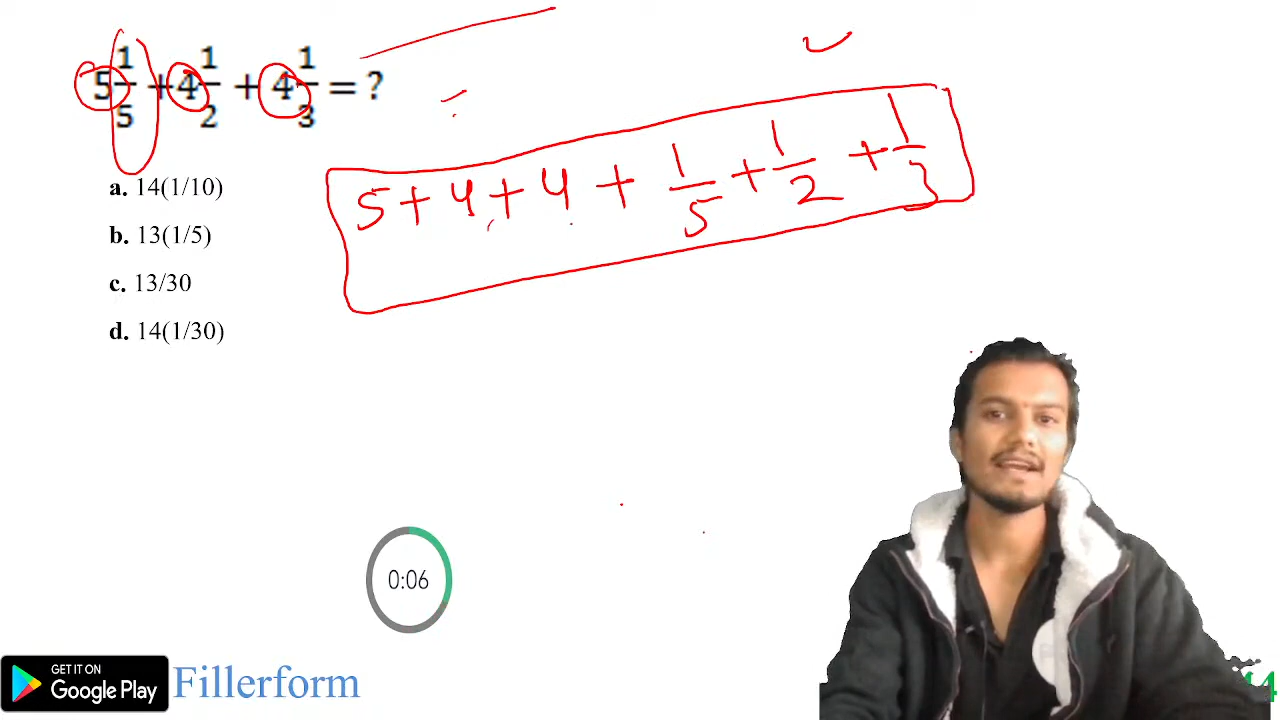 5 1/5 + 4 1/2 + 4 1/3 = ?
5 + 4 + 4 + 1/5 + 1/2 + 1/3
a. 14(1/10)
b. 13(1/5)
c. 13/30
d. 14(1/30)
0:06
GET IT ON
Google Play
Fillerform